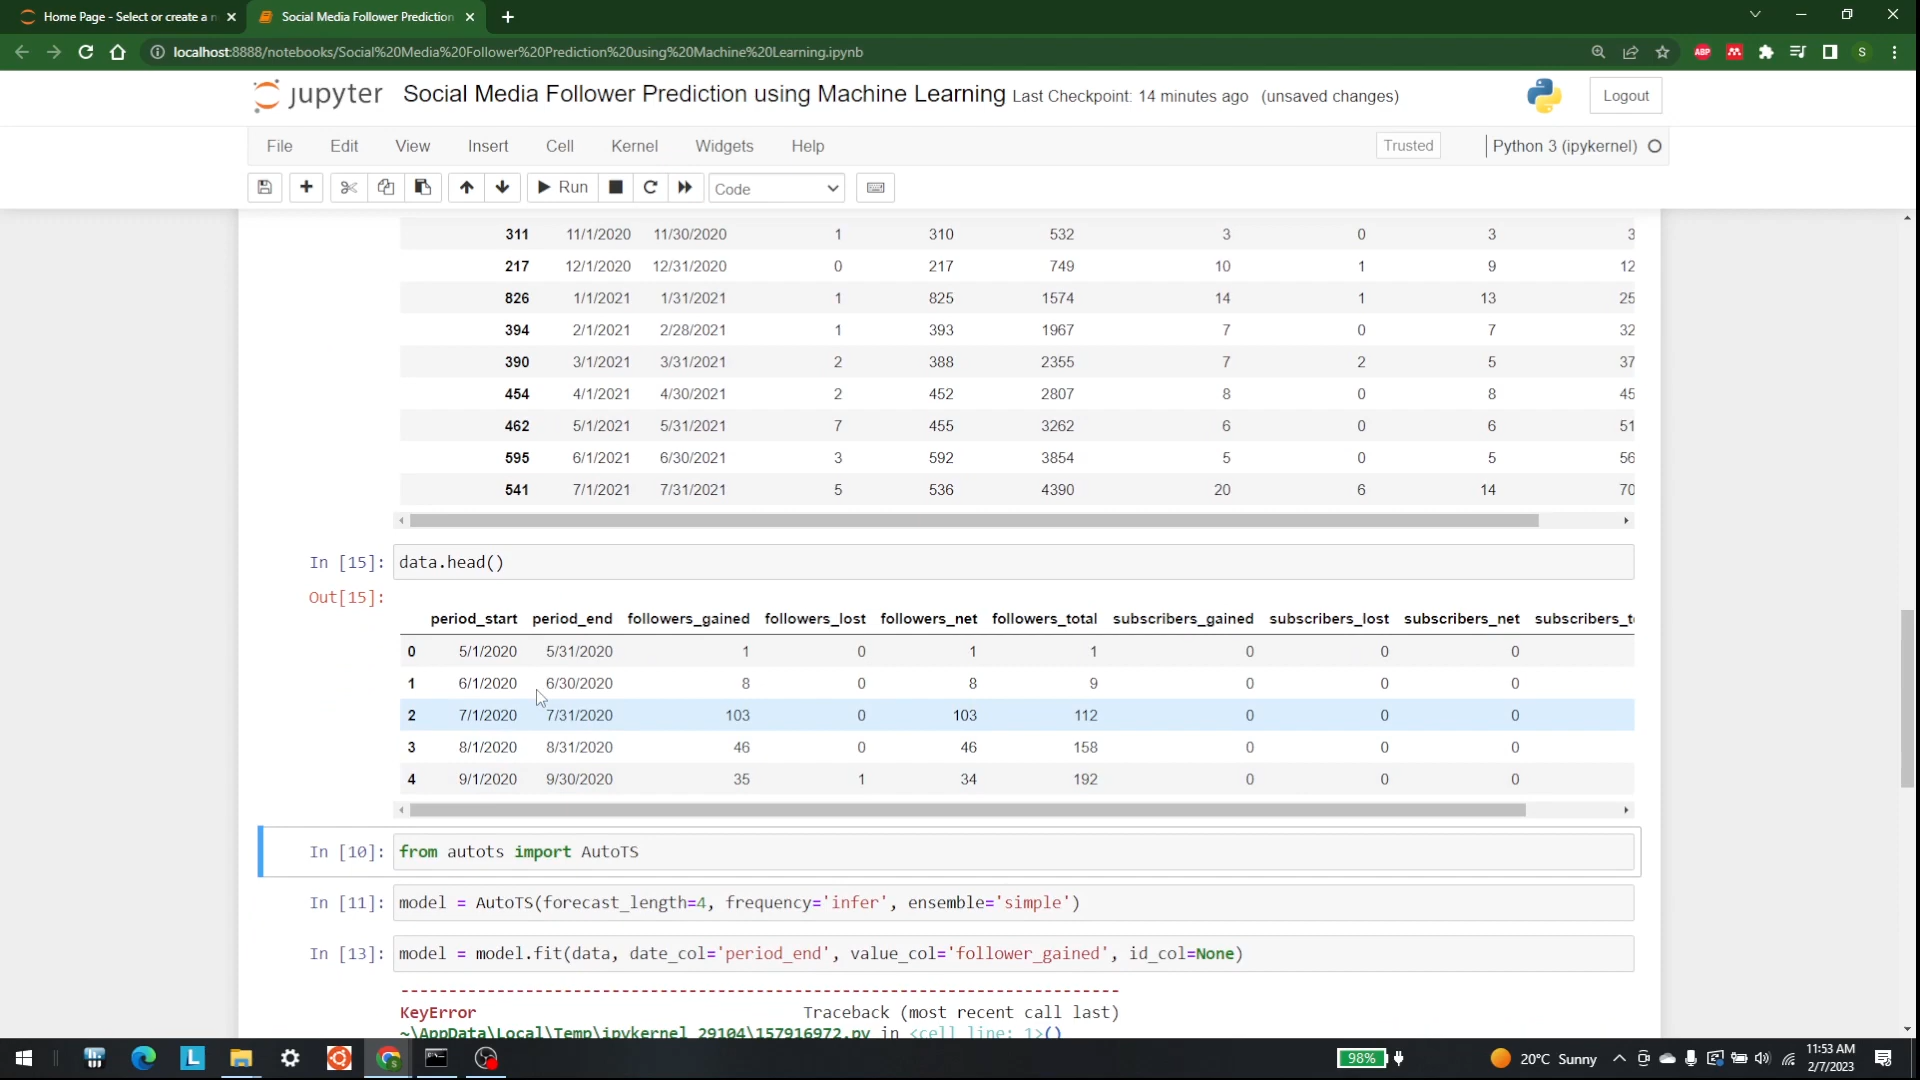 Home Page - Select or create a n
Social Media Follower Prediction
localhost:8888/notebooks/Social%20Media%20Follower%20Prediction%20using%20Machine%20Learning.ipynb
ABP
S
jupyter Social Media Follower Prediction using Machine Learning Last Checkpoint: 14 minutes ago (unsaved changes)
Logout
File Edit View Insert Cell Kernel Widgets Help
Trusted
Python 3 (ipykernel)
Run
Code
311 11/1/2020 11/30/2020 1 310 532 3 0 3 3
217 12/1/2020 12/31/2020 0 217 749 10 1 9 12
826 1/1/2021 1/31/2021 1 825 1574 14 1 13 25
394 2/1/2021 2/28/2021 1 393 1967 7 0 7 32
390 3/1/2021 3/31/2021 2 388 2355 7 2 5 37
454 4/1/2021 4/30/2021 2 452 2807 8 0 8 45
462 5/1/2021 5/31/2021 7 455 3262 6 0 6 51
595 6/1/2021 6/30/2021 3 592 3854 5 0 5 56
541 7/1/2021 7/31/2021 5 536 4390 20 6 14 70
In [15]: data.head()
Out[15]:
period_start period_end followers_gained followers_lost followers_net followers_total subscribers_gained subscribers_lost subscribers_net subscribers_t
0 5/1/2020 5/31/2020 1 0 1 1 0 0 0
1 6/1/2020 6/30/2020 8 0 8 9 0 0 0
2 7/1/2020 7/31/2020 103 0 103 112 0 0 0
3 8/1/2020 8/31/2020 46 0 46 158 0 0 0
4 9/1/2020 9/30/2020 35 1 34 192 0 0 0
In [10]: from autots import AutoTS
In [11]: model = AutoTS(forecast_length=4, frequency='infer', ensemble='simple')
In [13]: model = model.fit(data, date_col='period_end', value_col='follower_gained', id_col=None)
---------------------------------------------------------------------------
KeyError Traceback (most recent call last)
~\AppData\Local\Temp\ipykernel_29104\157916972.py in <cell line: 1>()
L
98%
20°C Sunny
11:53 AM
2/7/2023